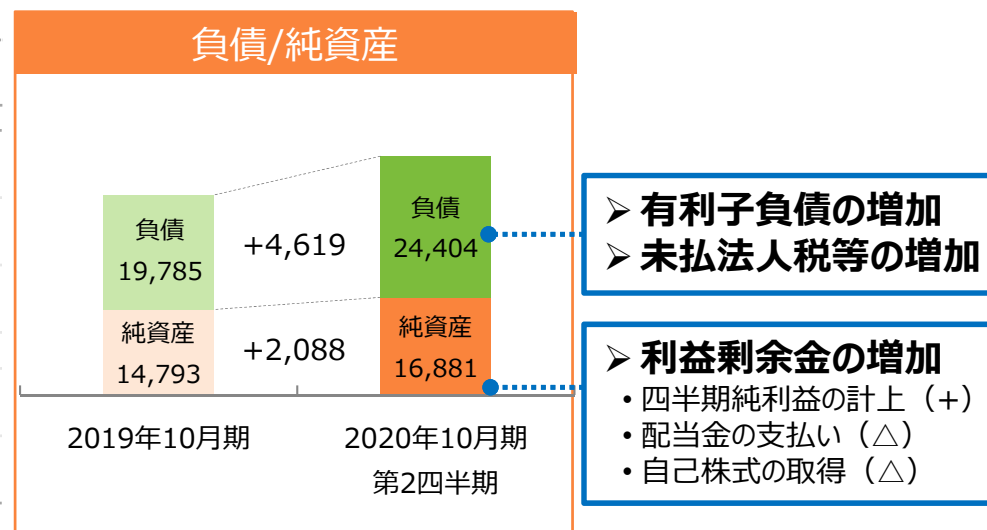 負債/純資産
負債
19,785
+4,619
負債
24,404
純資産
14,793
+2,088
純資産
16,881
2019年10月期
2020年10月期
第2四半期
➢ 有利子負債の増加
➢ 未払法人税等の増加
➢ 利益剰余金の増加
• 四半期純利益の計上（+）
• 配当金の支払い（△）
• 自己株式の取得（△）